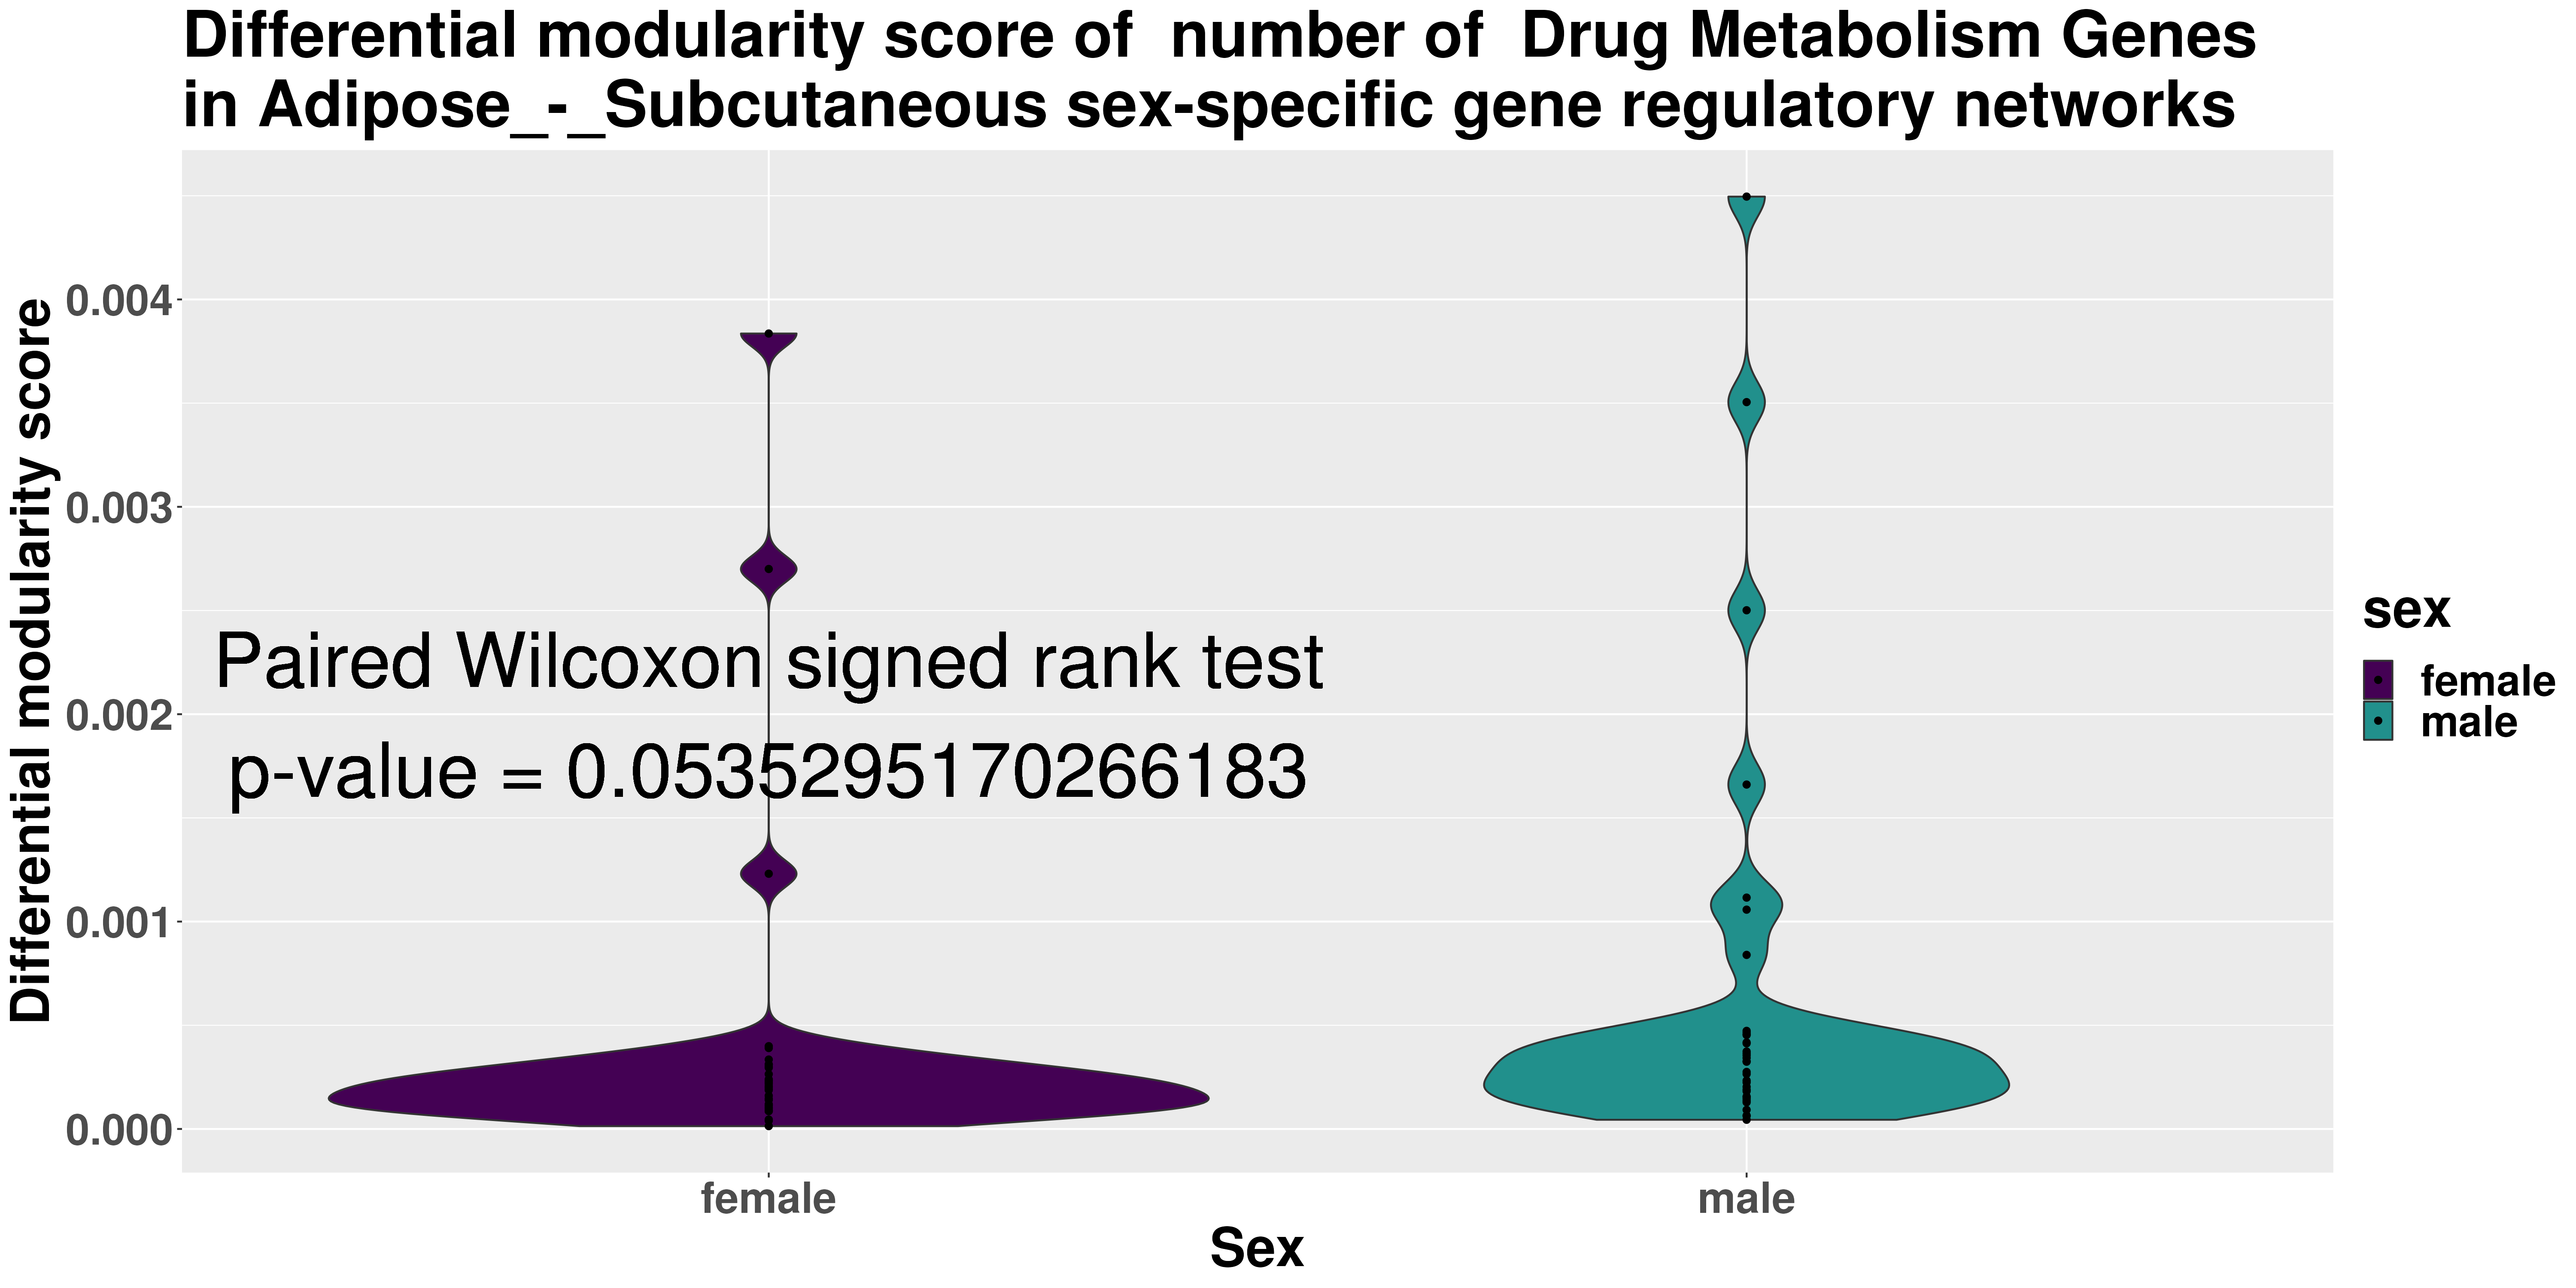 Differential modularity score of  number of  Drug Metabolism Genes
in Adipose_-_Subcutaneous sex-specific gene regulatory networks
Differential modularity score
0.004
0.003
0.002
0.001
0.000
Paired Wilcoxon signed rank test
p-value = 0.0535295170266183
female
male
Sex
sex
female
male